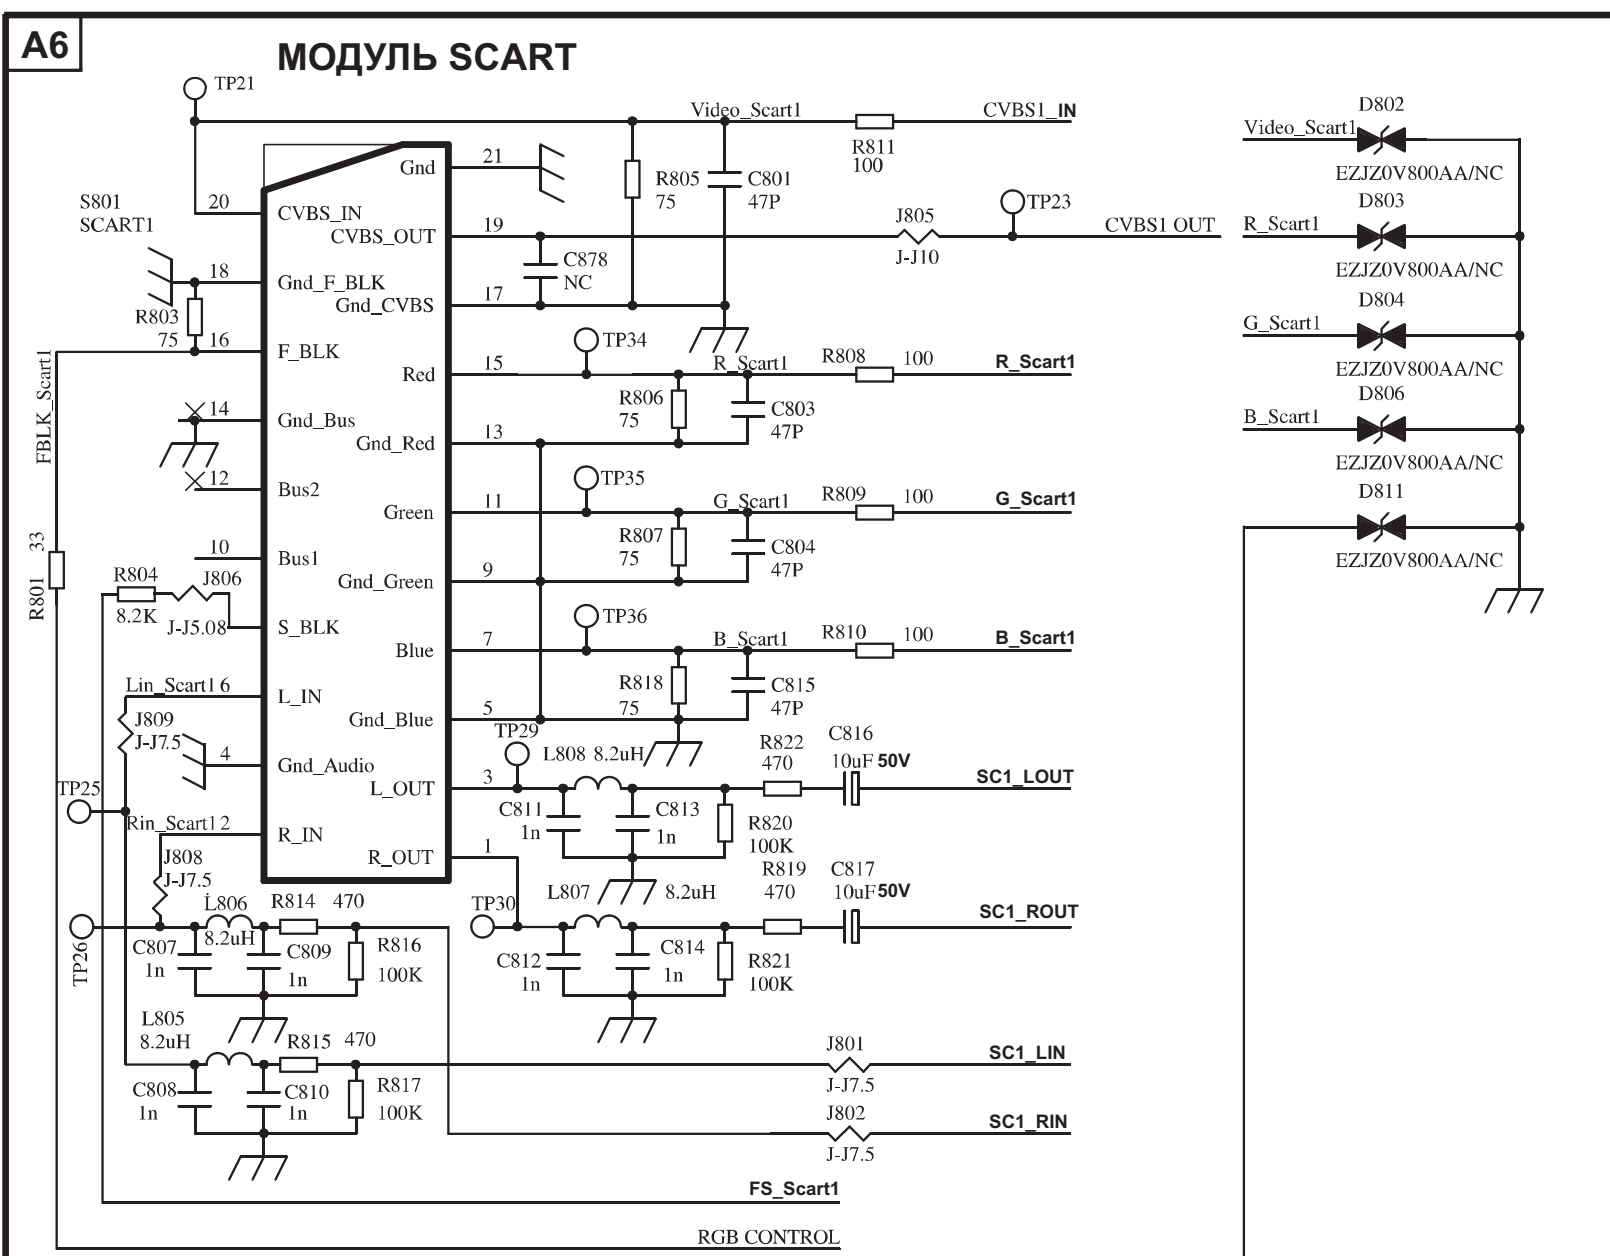 A6
МОДУЛЬ SCART
TP21
Video_Scart1
CVBS1_IN
R811
100
D802
Video_Scart1
EZJZ0V800AA/NC
S801
SCART1
20
CVBS_IN
Gnd
21
R805
75
C801
47P
TP23
CVBS_OUT
19
J805
J-J10
CVBS1 OUT
D803
R_Scart1
EZJZ0V800AA/NC
18
Gnd_F_BLK
C878
NC
Gnd_CVBS
17
R803
75
16
F_BLK
FBLK_Scart1
TP34
D804
G_Scart1
EZJZ0V800AA/NC
Red
15
R_Scart1
R808
100
R_Scart1
R806
75
C803
47P
14
Gnd_Bus
Gnd_Red
13
D806
B_Scart1
EZJZ0V800AA/NC
12
Bus2
TP35
Green
11
G_Scart1
R809
100
G_Scart1
R807
75
C804
47P
D811
EZJZ0V800AA/NC
10
Bus1
Gnd_Green
9
R801
33
R804
8.2K
J806
J-J5.08
S_BLK
TP36
Blue
7
B_Scart1
R810
100
B_Scart1
R818
75
C815
47P
Lin_Scart1 6
L_IN
Gnd_Blue
5
J809
J-J7.5
4
Gnd_Audio
TP29
L808 8.2uH
R822
470
C816
10uF 50V
SC1_LOUT
L_OUT
3
TP25
C811
1n
C813
1n
R820
100K
Rin_Scart1 2
R_IN
R_OUT
1
J808
J-J7.5
L807
8.2uH
R819
470
C817
10uF 50V
SC1_ROUT
TP30
TP26
L806
8.2uH
R814
470
C807
1n
C809
1n
R816
100K
C812
1n
C814
1n
R821
100K
L805
8.2uH
R815
470
J801
J-J7.5
SC1_LIN
C808
1n
C810
1n
R817
100K
J802
J-J7.5
SC1_RIN
FS_Scart1
RGB CONTROL